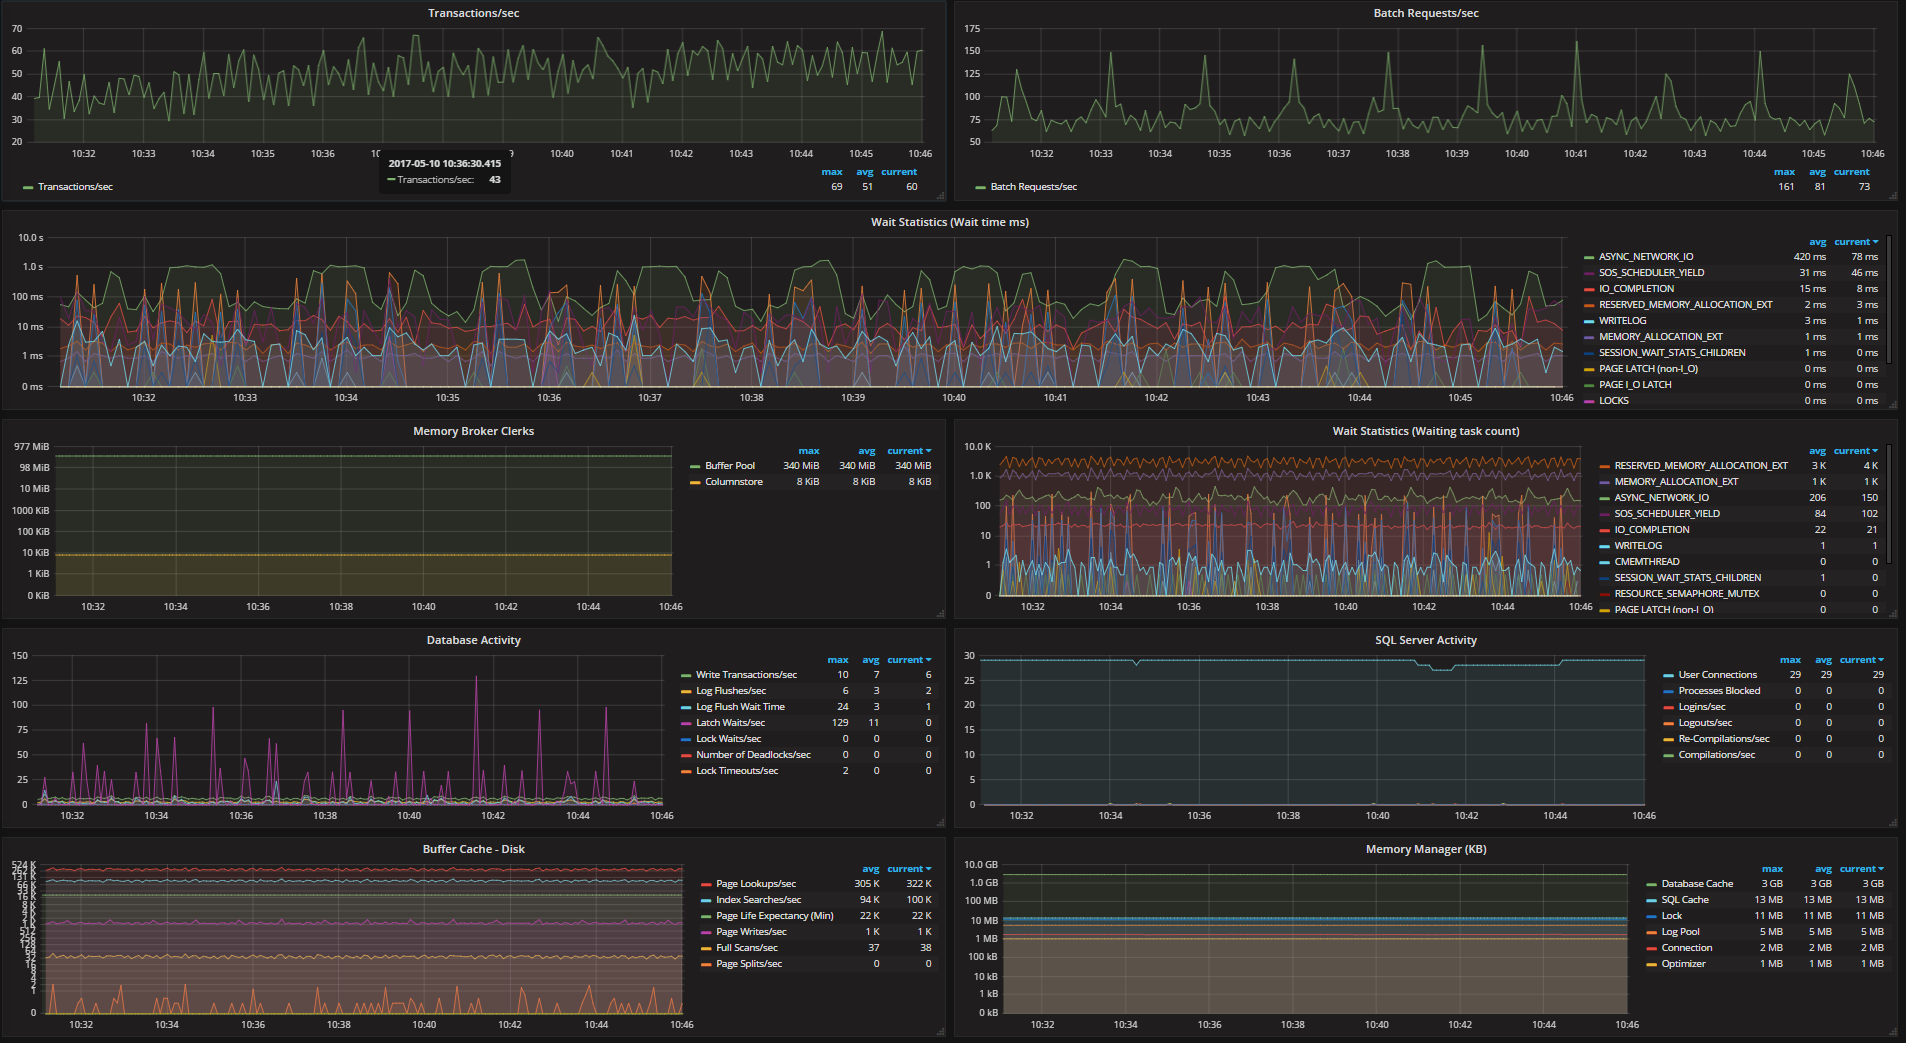 Transactions/sec
70
60
50
40
30
20
10:32 10:33 10:34 10:35 10:36 10:40 10:41 10:42 10:43 10:44 10:45 10:46
2017-05-10 10:36:30.415
Transactions/sec: 43
max avg current
Transactions/sec 69 51 60
Batch Requests/sec
175
150
125
100
75
50
10:32 10:33 10:34 10:35 10:36 10:37 10:38 10:39 10:40 10:41 10:42 10:43 10:44 10:45 10:46
max avg current
Batch Requests/sec 161 81 73
Wait Statistics (Wait time ms)
10.0 s
1.0 s
100 ms
10 ms
1 ms
0 ms
10:32 10:33 10:34 10:35 10:36 10:37 10:38 10:39 10:40 10:41 10:42 10:43 10:44 10:45 10:46
avg current
ASYNC_NETWORK_IO 420 ms 78 ms
SOS_SCHEDULER_YIELD 31 ms 46 ms
IO_COMPLETION 15 ms 8 ms
RESERVED_MEMORY_ALLOCATION_EXT 2 ms 3 ms
WRITELOG 3 ms 1 ms
MEMORY_ALLOCATION_EXT 1 ms 1 ms
SESSION_WAIT_STATS_CHILDREN 1 ms 0 ms
PAGE LATCH (non-I_O) 0 ms 0 ms
PAGE I_O LATCH 0 ms 0 ms
LOCKS 0 ms 0 ms
Memory Broker Clerks
977 MiB
98 MiB
10 MiB
1000 KiB
100 KiB
10 KiB
1 KiB
0 KiB
10:32 10:34 10:36 10:38 10:40 10:42 10:44 10:46
max avg current
Buffer Pool 340 MiB 340 MiB 340 MiB
Columnstore 8 KiB 8 KiB 8 KiB
Wait Statistics (Waiting task count)
10.0 K
1.0 K
100
10
1
0
10:32 10:34 10:36 10:38 10:40 10:42 10:44 10:46
avg current
RESERVED_MEMORY_ALLOCATION_EXT 3 K 4 K
MEMORY_ALLOCATION_EXT 1 K 1 K
ASYNC_NETWORK_IO 206 150
SOS_SCHEDULER_YIELD 84 102
IO_COMPLETION 22 21
WRITELOG 1 1
CMEMTHREAD 0 0
SESSION_WAIT_STATS_CHILDREN 1 0
RESOURCE_SEMAPHORE_MUTEX 0 0
PAGE LATCH (non-I_O) 0 0
Database Activity
150
125
100
75
50
25
0
10:32 10:34 10:36 10:38 10:40 10:42 10:44 10:46
max avg current
Write Transactions/sec 10 7 6
Log Flushes/sec 6 3 2
Log Flush Wait Time 24 3 1
Latch Waits/sec 129 11 0
Lock Waits/sec 0 0 0
Number of Deadlocks/sec 0 0 0
Lock Timeouts/sec 2 0 0
SQL Server Activity
30
25
20
15
10
5
0
10:32 10:34 10:36 10:38 10:40 10:42 10:44 10:46
max avg current
User Connections 29 29 29
Processes Blocked 0 0 0
Logins/sec 0 0 0
Logouts/sec 0 0 0
Re-Compilations/sec 0 0 0
Compilations/sec 0 0 0
Buffer Cache - Disk
524 K
131 K
16 K
8 K
512
256
128
1
0
10:32 10:34 10:36 10:38 10:40 10:42 10:44 10:46
avg current
Page Lookups/sec 305 K 322 K
Index Searches/sec 94 K 100 K
Page Life Expectancy (Min) 22 K 22 K
Page Writes/sec 1 K 1 K
Full Scans/sec 37 38
Page Splits/sec 0 0
Memory Manager (KB)
10.0 GB
1.0 GB
100 MB
10 MB
1 MB
100 kB
10 kB
1 kB
0 kB
10:32 10:34 10:36 10:38 10:40 10:42 10:44 10:46
max avg current
Database Cache 3 GB 3 GB 3 GB
SQL Cache 13 MB 13 MB 13 MB
Lock 11 MB 11 MB 11 MB
Log Pool 5 MB 5 MB 5 MB
Connection 2 MB 2 MB 2 MB
Optimizer 1 MB 1 MB 1 MB